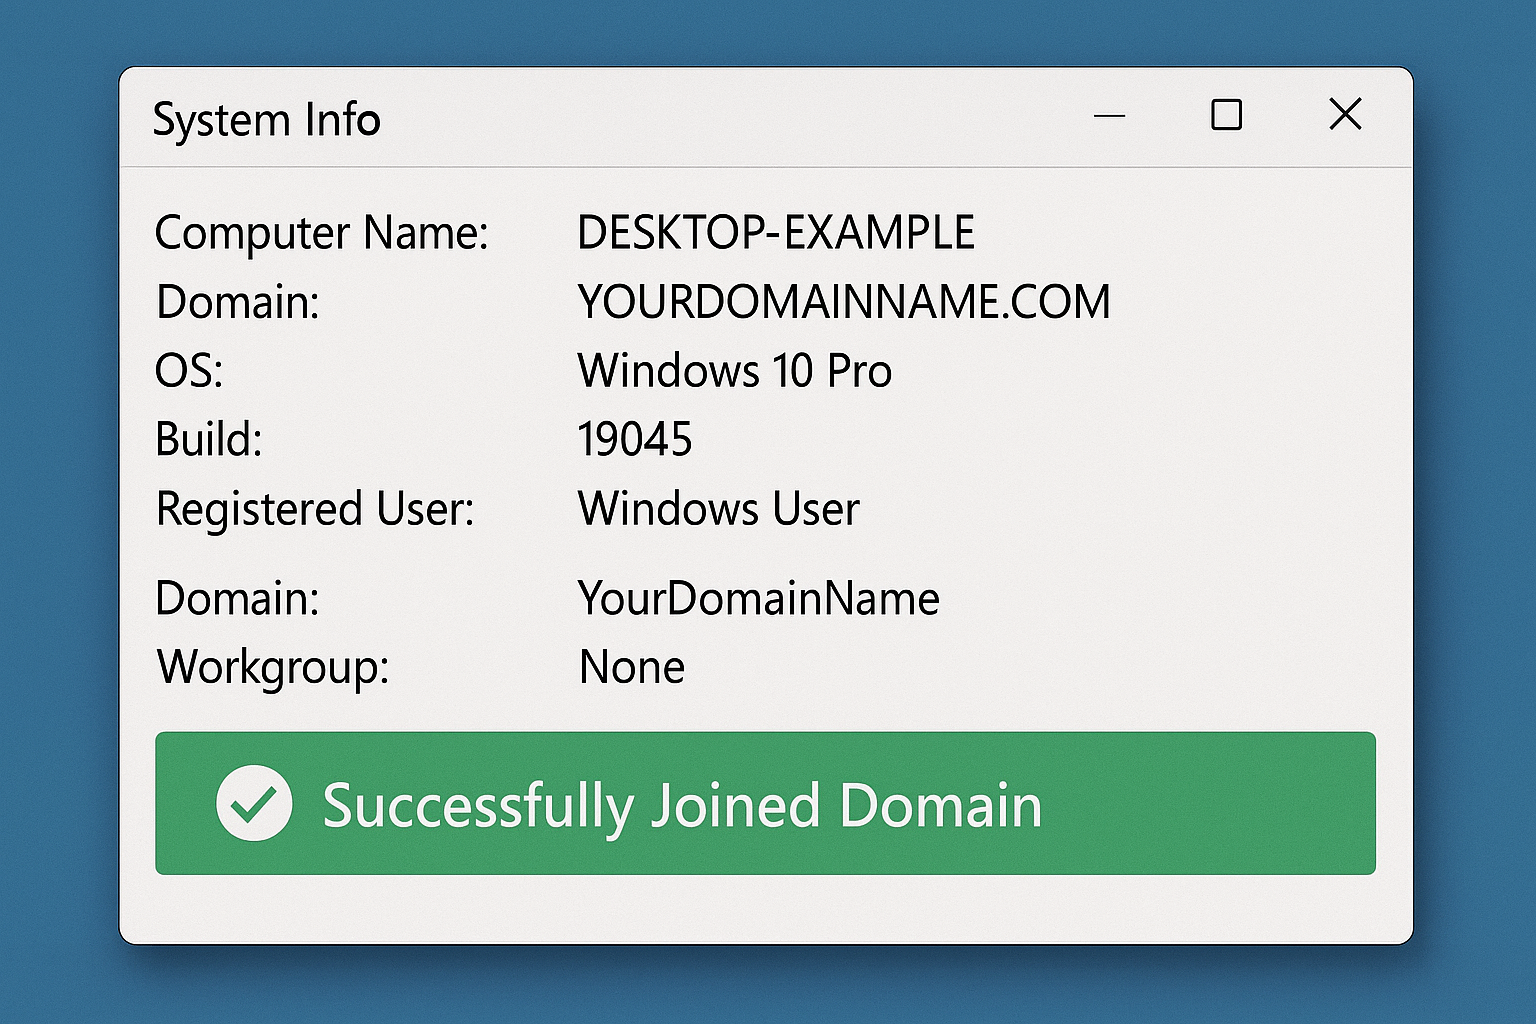 System Info
Computer Name: DESKTOP-EXAMPLE
Domain: YOURDOMAINNAME.COM
OS: Windows 10 Pro
Build: 19045
Registered User: Windows User
Domain: YourDomainName
Workgroup: None
Successfully Joined Domain